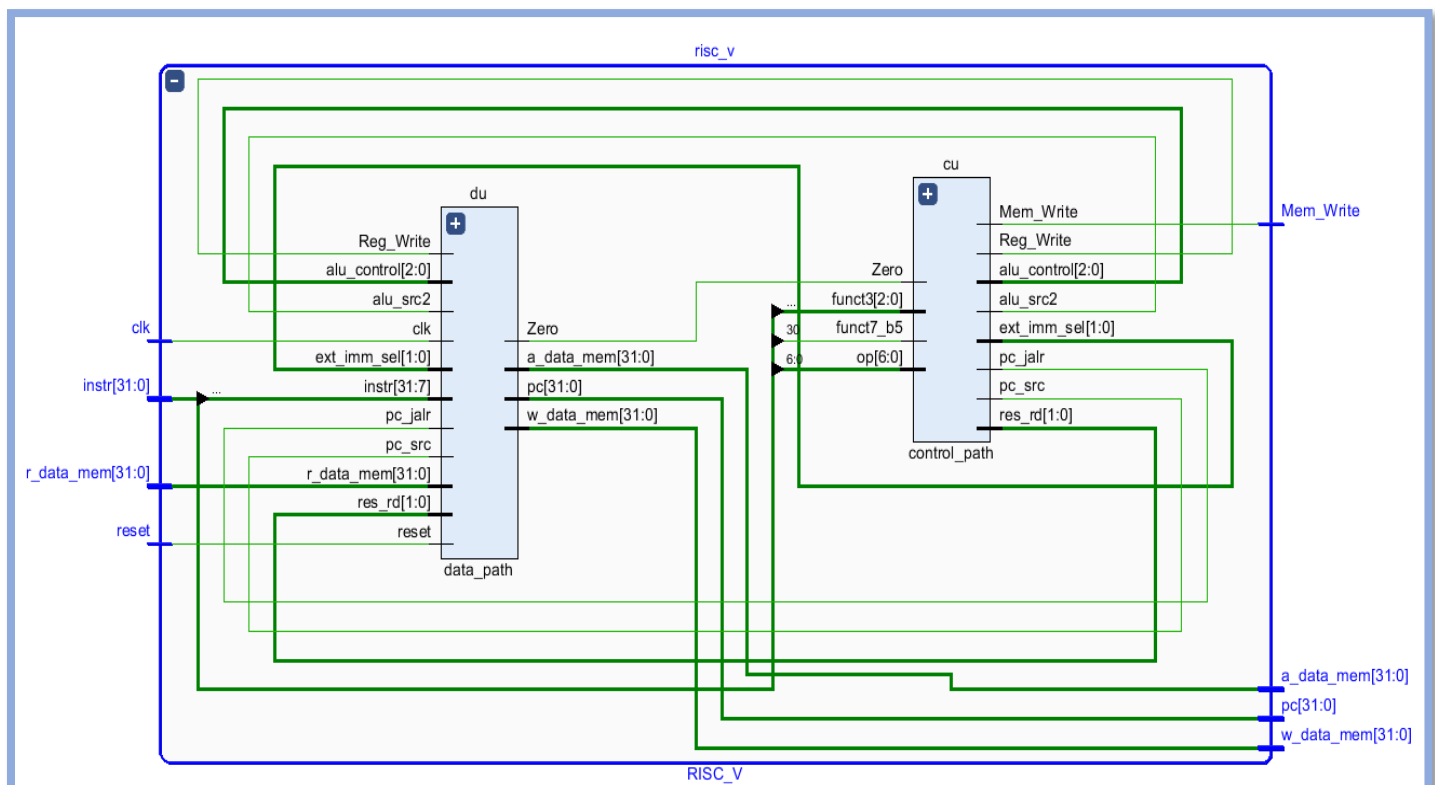 risc_v
du
Reg_Write
alu_control[2:0]
alu_src2
clk
ext_imm_sel[1:0]
instr[31:7]
pc_jalr
pc_src
r_data_mem[31:0]
res_rd[1:0]
reset
Zero
a_data_mem[31:0]
pc[31:0]
w_data_mem[31:0]
data_path
clk
instr[31:0]
...
r_data_mem[31:0]
reset
cu
Zero
...
funct3[2:0]
30
funct7_b5
6:0
op[6:0]
Mem_Write
Reg_Write
alu_control[2:0]
alu_src2
ext_imm_sel[1:0]
pc_jalr
pc_src
res_rd[1:0]
control_path
Mem_Write
a_data_mem[31:0]
pc[31:0]
w_data_mem[31:0]
RISC_V